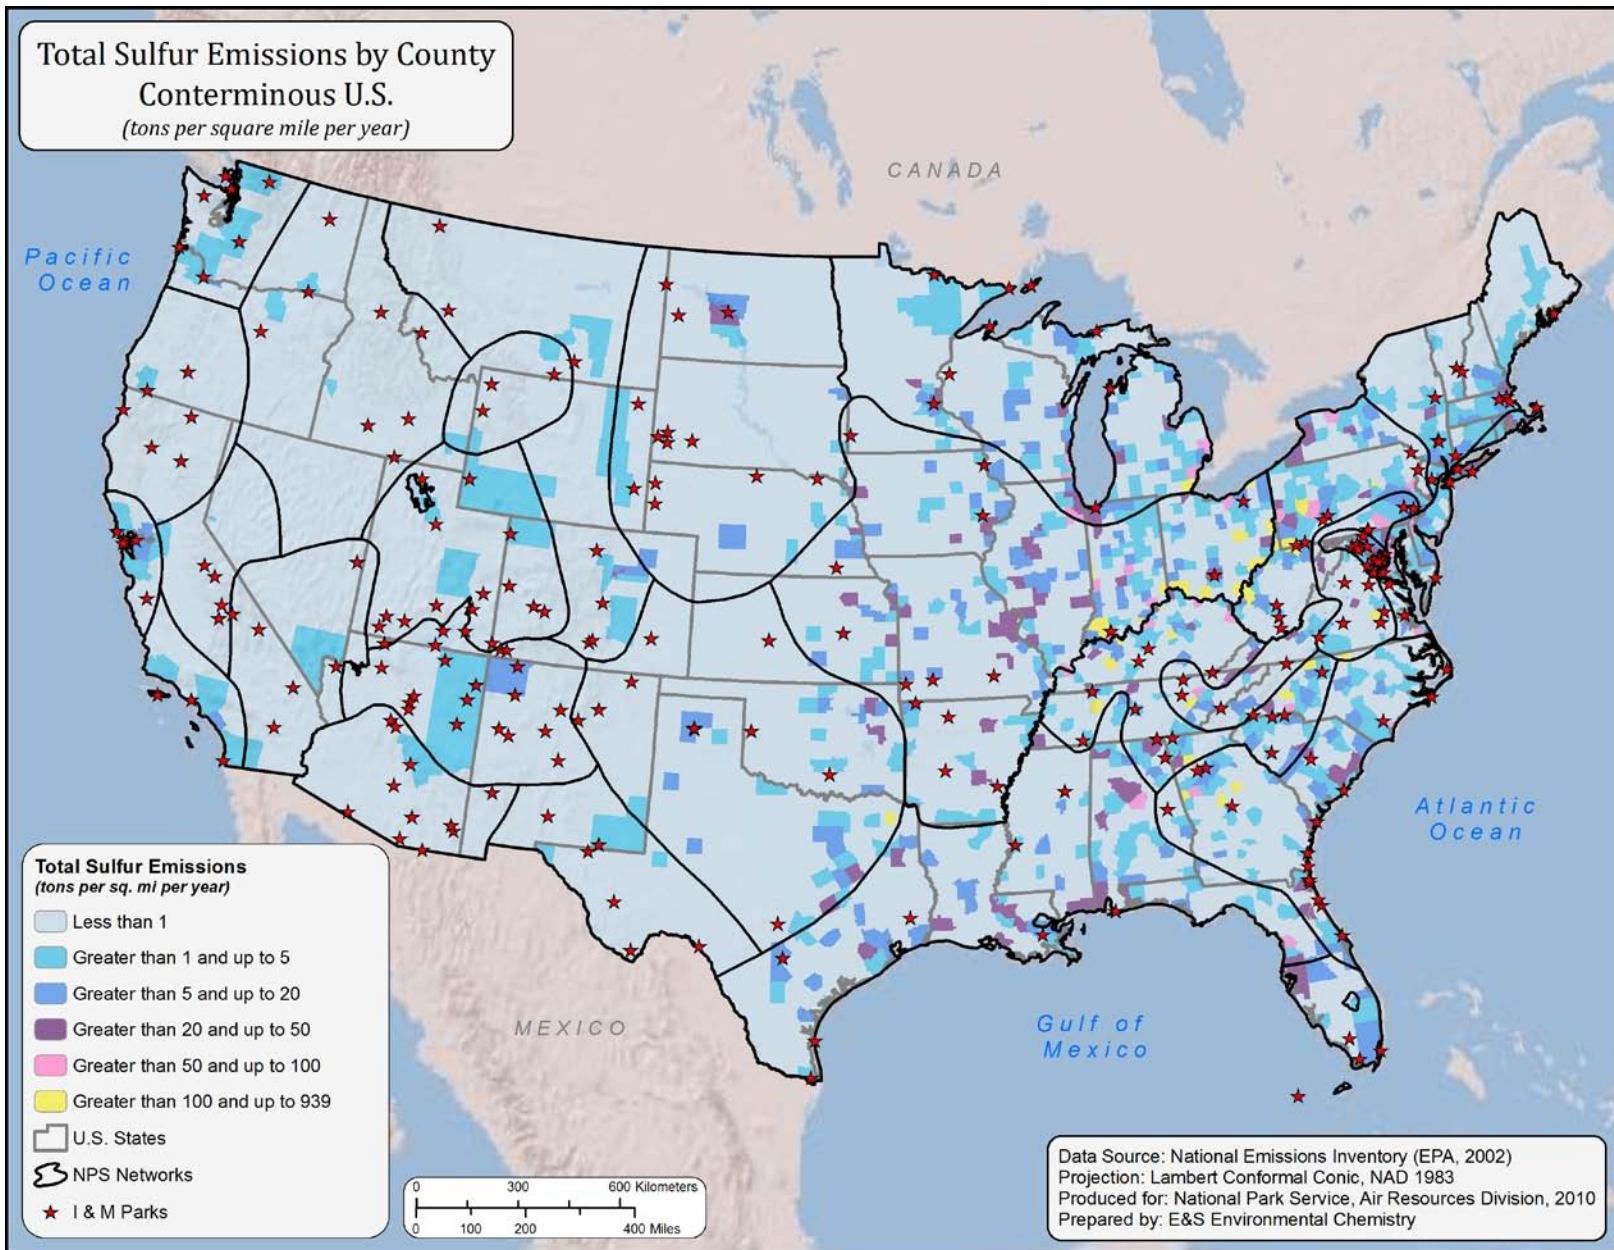 Total Sulfur Emissions by County
Conterminous U.S.
(tons per square mile per year)
CANADA
Pacific
Ocean
Atlantic
Ocean
Gulf of
Mexico
MEXICO
Total Sulfur Emissions
(tons per sq. mi per year)
Less than 1
Greater than 1 and up to 5
Greater than 5 and up to 20
Greater than 20 and up to 50
Greater than 50 and up to 100
Greater than 100 and up to 939
U.S. States
NPS Networks
I & M Parks
0 300 600 Kilometers
0 100 200 400 Miles
Data Source: National Emissions Inventory (EPA, 2002)
Projection: Lambert Conformal Conic, NAD 1983
Produced for: National Park Service, Air Resources Division, 2010
Prepared by: E&S Environmental Chemistry